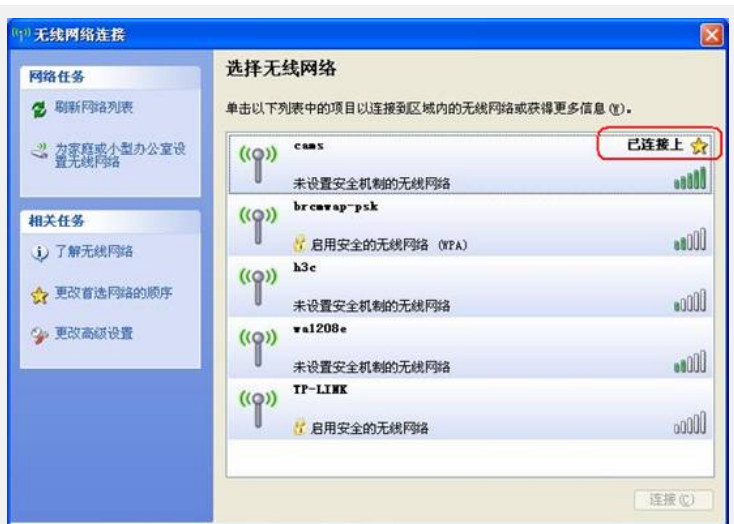 无线网络连接
网络任务
刷新网络列表
为家庭或小型办公室设
置无线网络
相关任务
了解无线网络
更改首选网络的顺序
更改高级设置
选择无线网络
单击以下列表中的项目以连接到区域内的无线网络或获得更多信息(W)。
cams
已连接上
未设置安全机制的无线网络
brcmwap-psk
启用安全的无线网络 (WPA)
h3c
未设置安全机制的无线网络
wa1208e
未设置安全机制的无线网络
TP-LINK
启用安全的无线网络
连接(C)